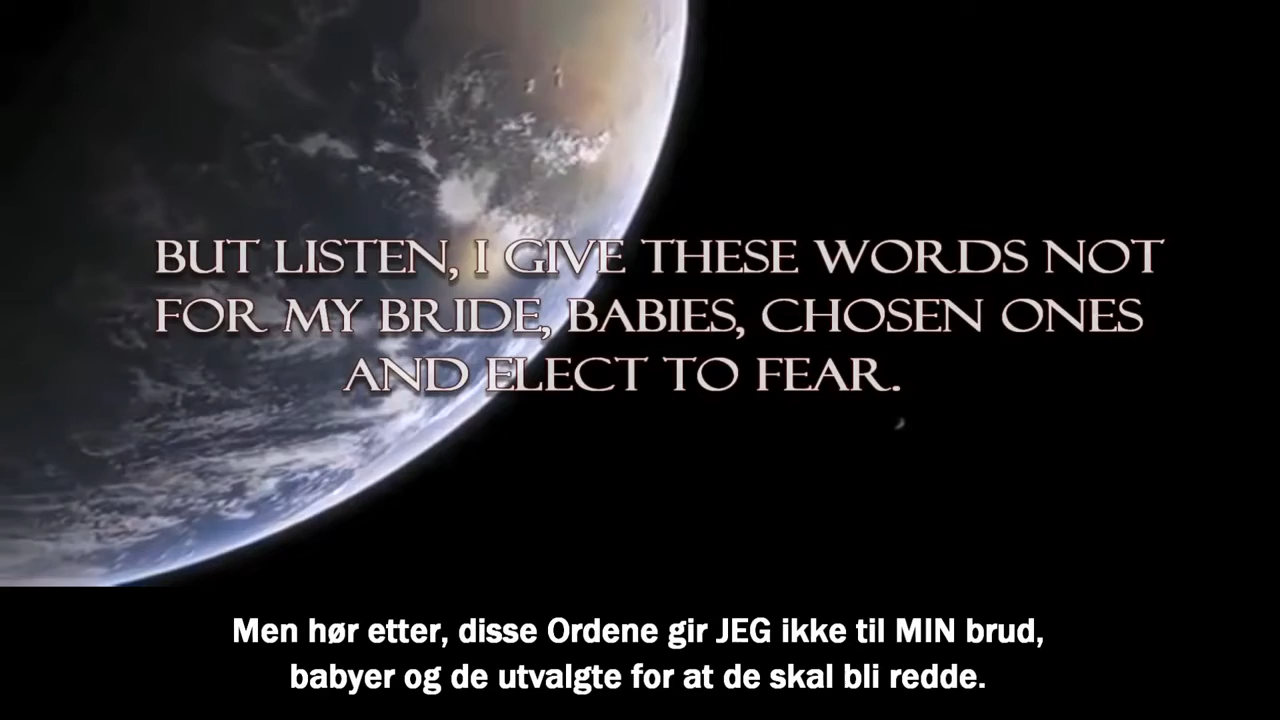 BUT LISTEN, I GIVE THESE WORDS NOT
FOR MY BRIDE, BABIES, CHOSEN ONES
AND ELECT TO FEAR.
Men hør etter, disse Ordene gir JEG ikke til MIN brud,
babyer og de utvalgte for at de skal bli redde.